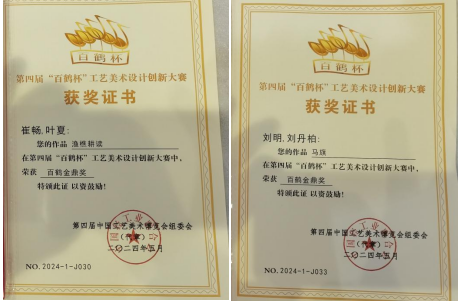 百鹤杯
第四届“百鹤杯”工艺美术设计创新大赛
获奖证书
崔畅,叶夏:
您的作品 渔樵耕读
在第四届“百鹤杯”工艺美术设计创新大赛中,
荣获 百鹤金鼎奖
特颁此证 以资鼓励!
第四届中国工艺美术博览会组委会
二〇二四年五月
NO.2024-1-J030
百鹤杯
第四届“百鹤杯”工艺美术设计创新大赛
获奖证书
刘明,刘丹柏:
您的作品
在第四届“百鹤杯”工艺美术设计创新大赛中,
荣获 百鹤金鼎奖
特颁此证 以资鼓励!
第四届中国工艺美术博览会组委会
二〇二四年五月
NO.2024-1-J033